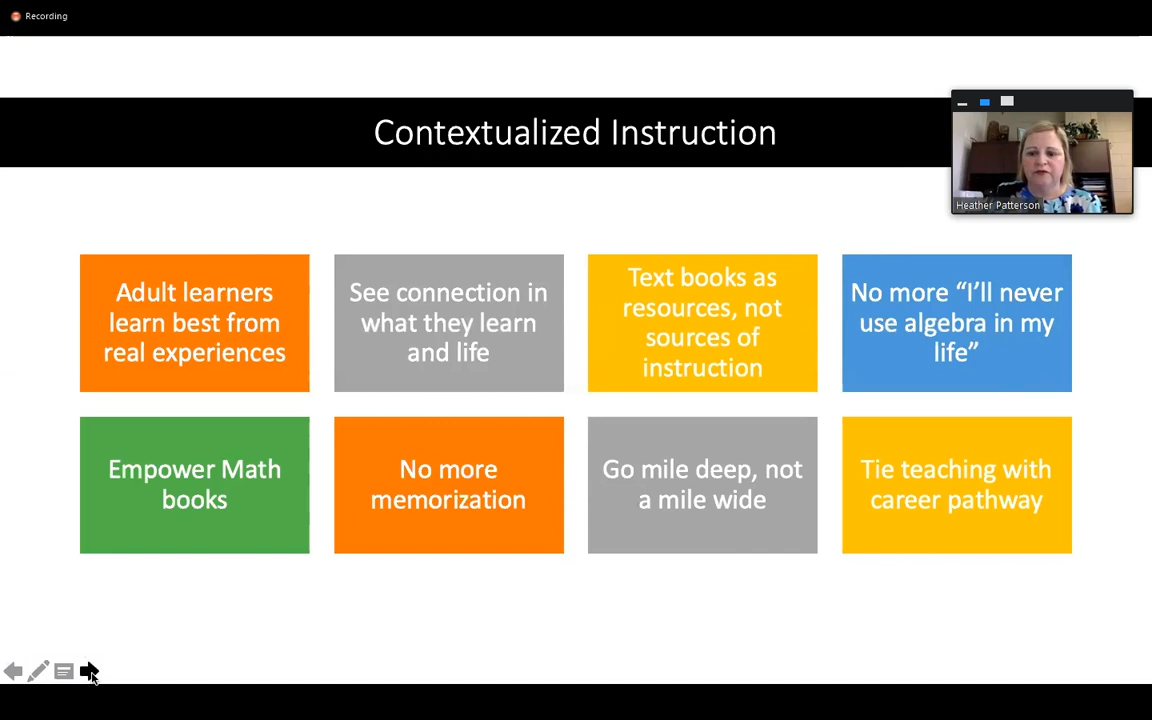 Recording
Contextualized Instruction
Heather Patterson
Adult learners
learn best from
real experiences
See connection in
what they learn
and life
Text books as
resources, not
sources of
instruction
No more “I’ll never
use algebra in my
life”
Empower Math
books
No more
memorization
Go mile deep, not
a mile wide
Tie teaching with
career pathway